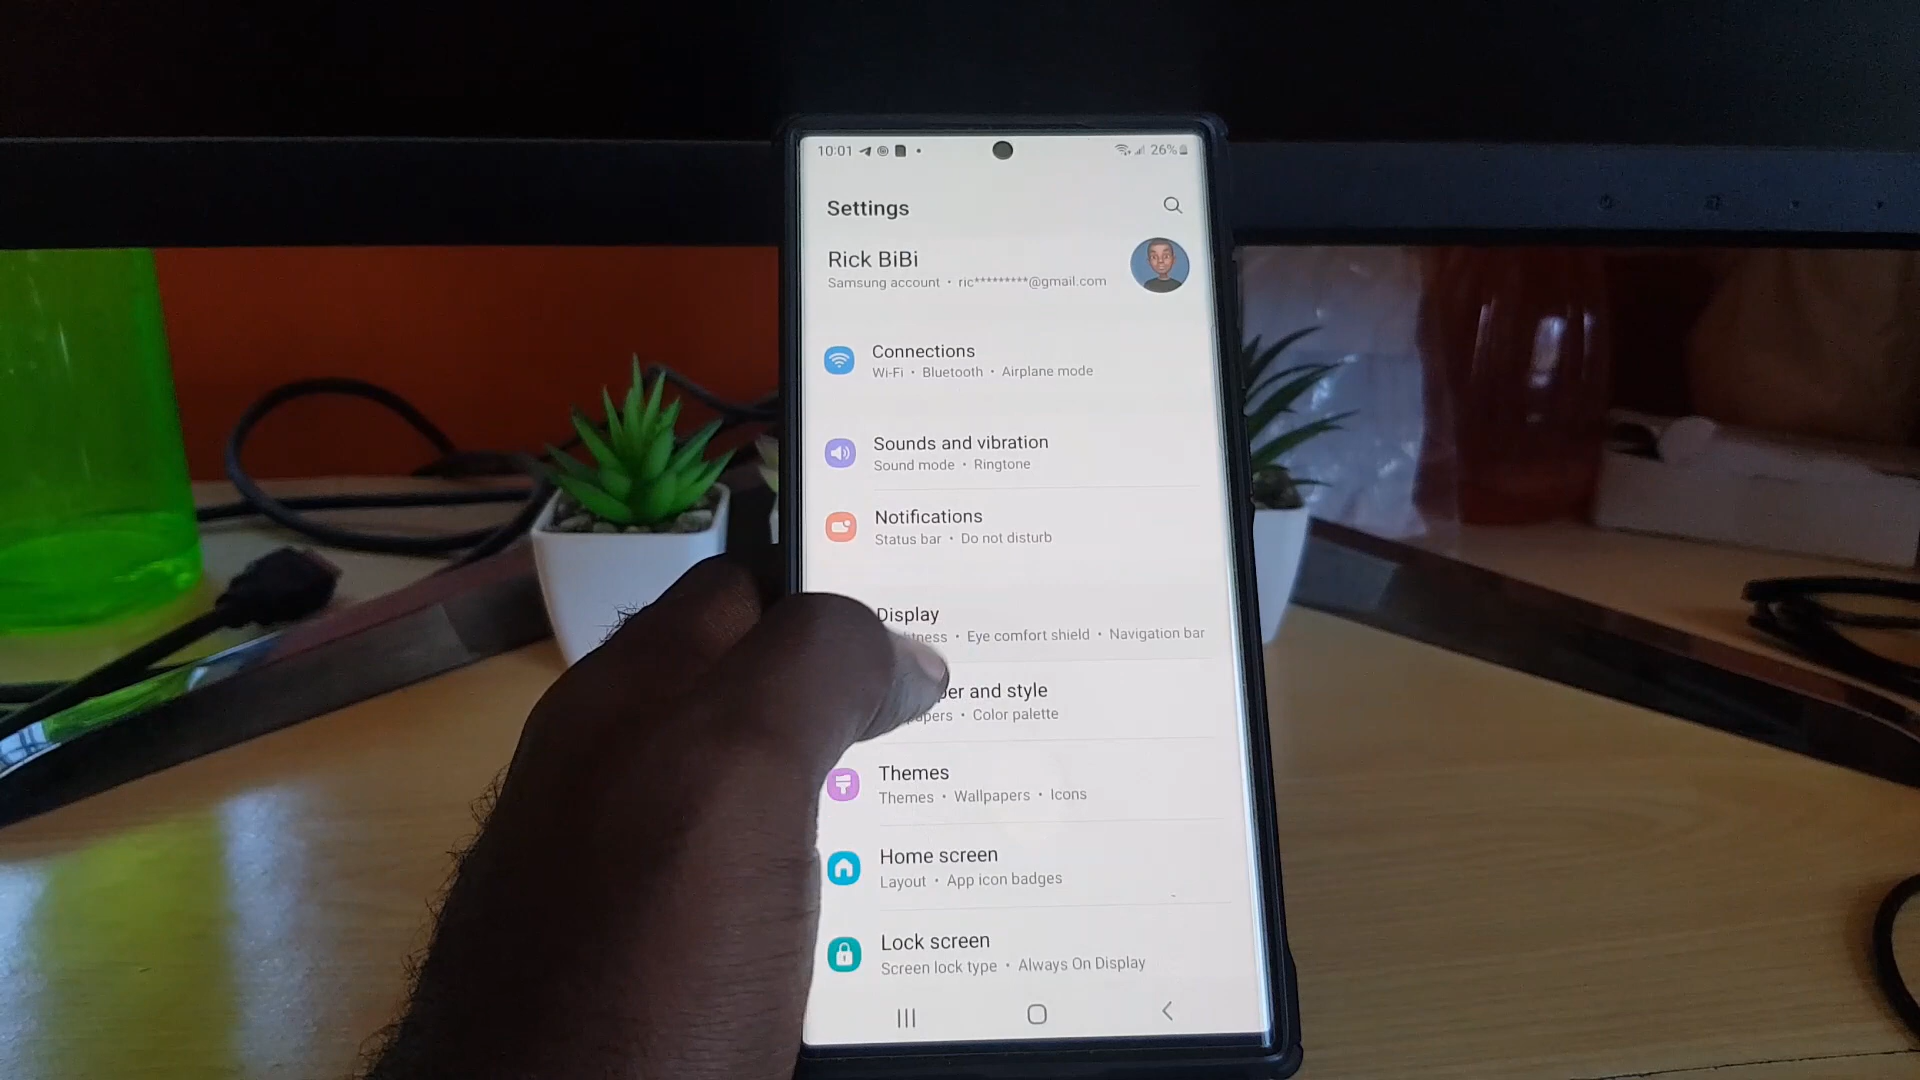 10:01
26%
Settings
Rick BiBi
Samsung account • ric*********@gmail.com
Connections
Wi-Fi • Bluetooth • Airplane mode
Sounds and vibration
Sound mode • Ringtone
Notifications
Status bar • Do not disturb
Display
• Eye comfort shield • Navigation bar
and style
• Color palette
Themes
Themes • Wallpapers • Icons
Home screen
Layout • App icon badges
Lock screen
Screen lock type • Always On Display